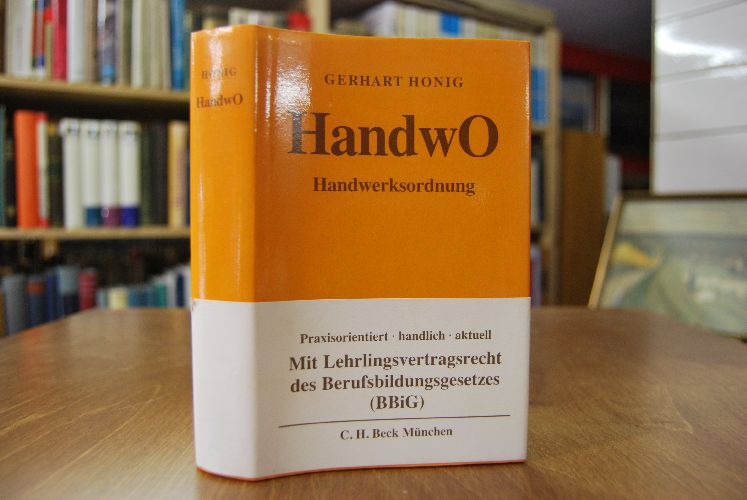 HONIG
HandwO
GERHART HONIG
HandwO
Handwerksordnung
Praxisorientiert · handlich · aktuell
Mit Lehrlingsvertragsrecht
des Berufsbildungsgesetzes
(BBiG)
C. H. Beck München